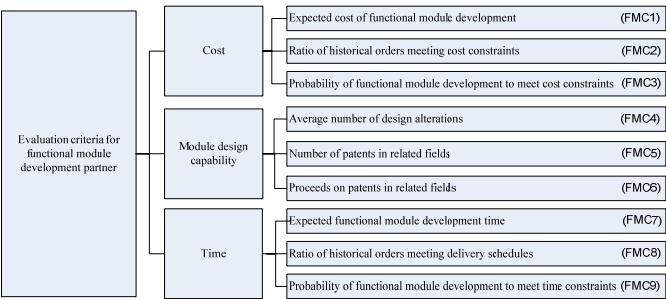 Evaluation criteria for
functional module
development partner
Cost
Expected cost of functional module development (FMC1)
Ratio of historical orders meeting cost constraints (FMC2)
Probability of functional module development to meet cost constraints (FMC3)
Module design
capability
Average number of design alterations (FMC4)
Number of patents in related fields (FMC5)
Proceeds on patents in related fields (FMC6)
Time
Expected functional module development time (FMC7)
Ratio of historical orders meeting delivery schedules (FMC8)
Probability of functional module development to meet time constraints (FMC9)